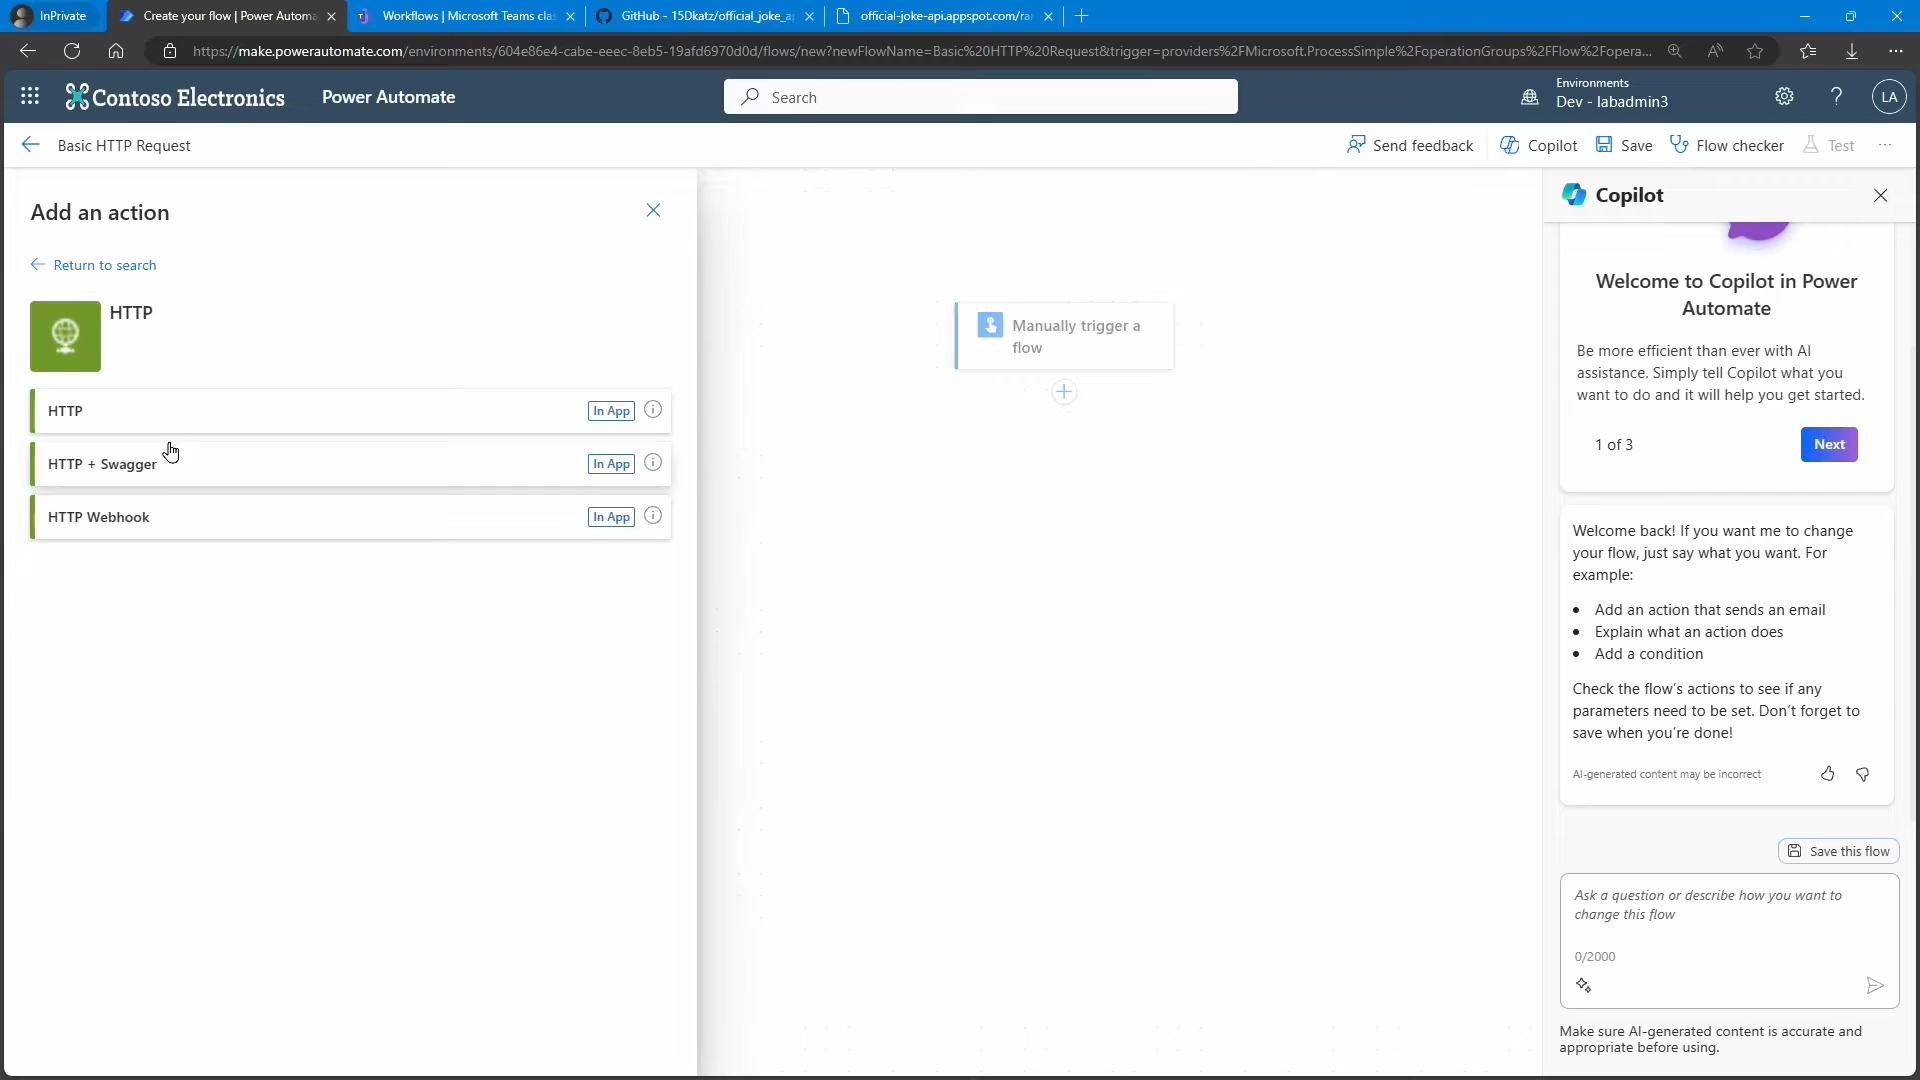 InPrivate
Create your flow | Power Automa
Workflows | Microsoft Teams cla
GitHub - 15Dkatz/official_joke_a
official-joke-api.appspot.com/ra
https://make.powerautomate.com/environments/604e86e4-cabe-eeec-8eb5-19afd6970d0d/flows/new?newFlowName=Basic%20HTTP%20Request&trigger=providers%2FMicrosoft.ProcessSimple%2FoperationGroups%2FFlow%2Fopera...
Contoso Electronics
Power Automate
Search
Environments
Dev - labadmin3
LA
Basic HTTP Request
Send feedback
Copilot
Save
Flow checker
Test
Add an action
Return to search
HTTP
HTTP
In App
HTTP + Swagger
In App
HTTP Webhook
In App
Manually trigger a
flow
Copilot
Welcome to Copilot in Power
Automate
Be more efficient than ever with AI
assistance. Simply tell Copilot what you
want to do and it will help you get started.
1 of 3
Next
Welcome back! If you want me to change
your flow, just say what you want. For
example:
• Add an action that sends an email
• Explain what an action does
• Add a condition
Check the flow's actions to see if any
parameters need to be set. Don't forget to
save when you're done!
AI-generated content may be incorrect
Save this flow
Ask a question or describe how you want to
change this flow
0/2000
Make sure AI-generated content is accurate and
appropriate before using.